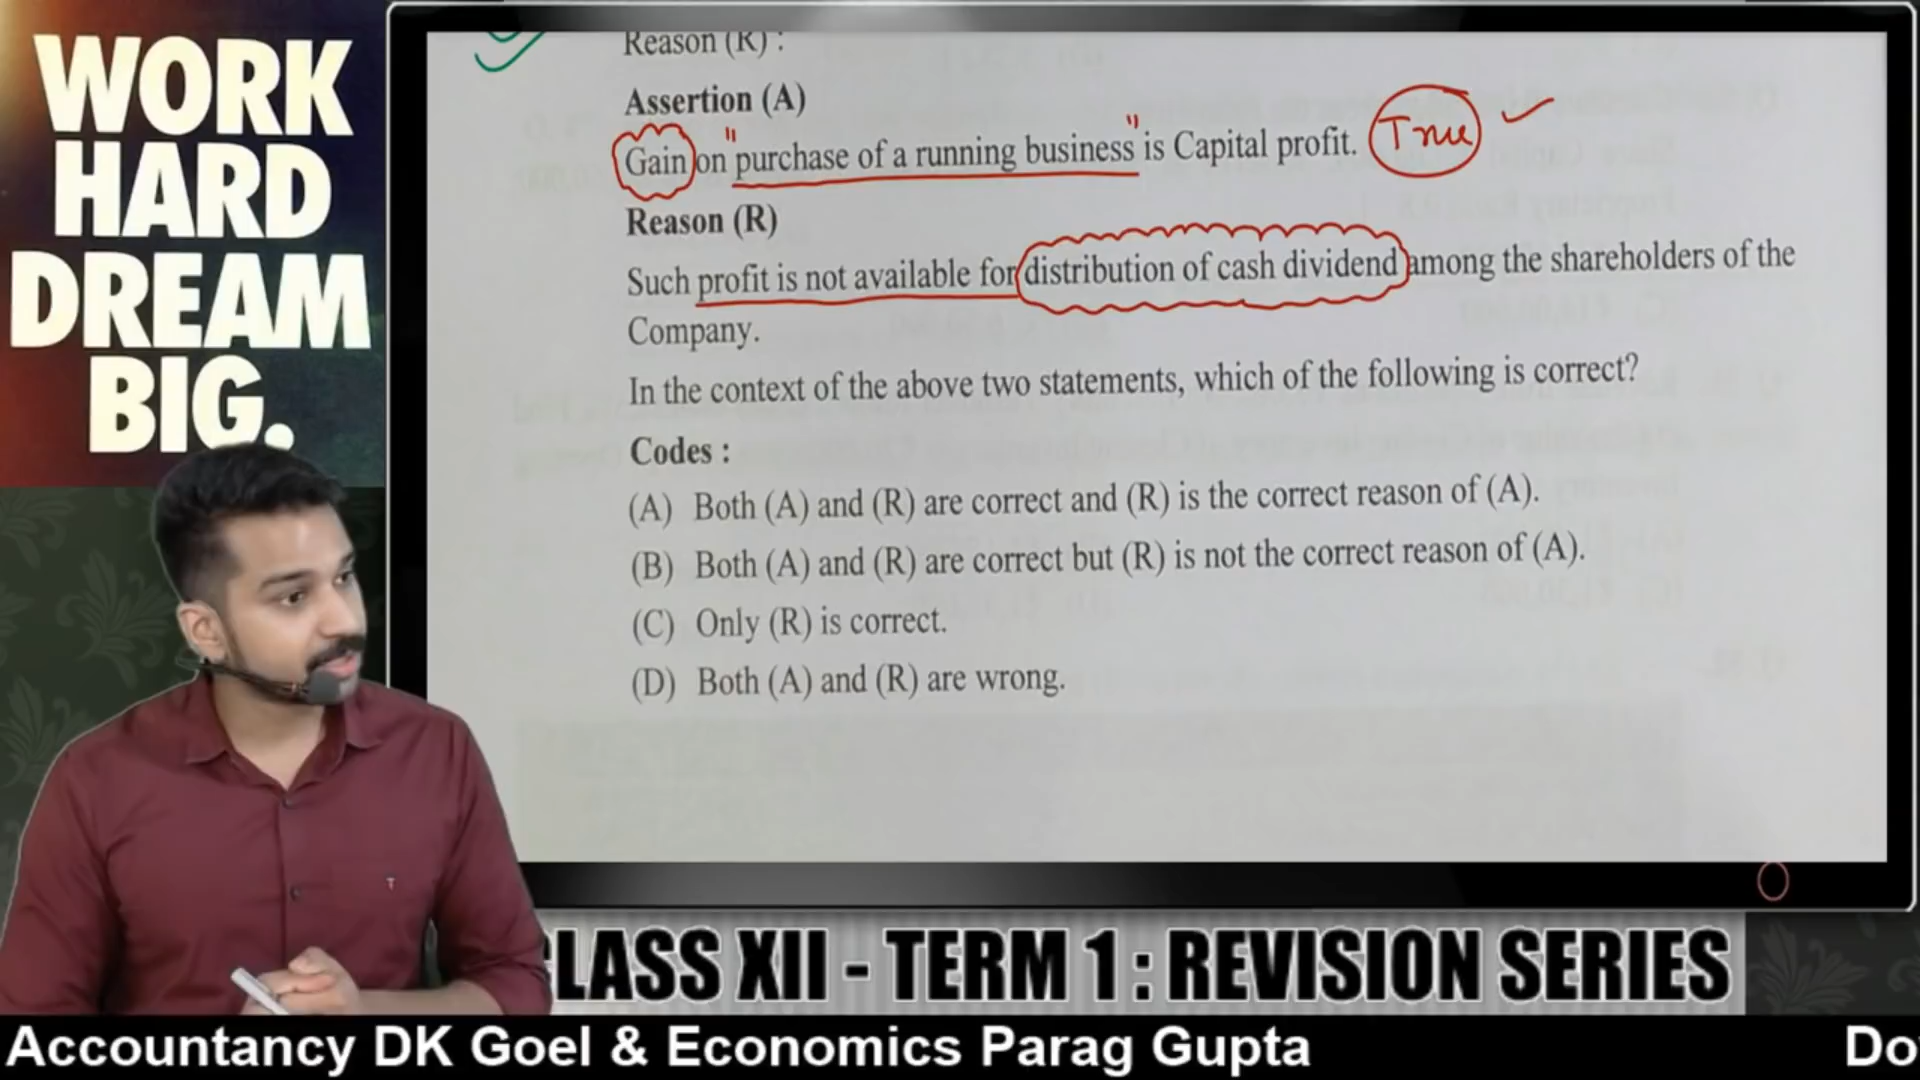 WORK
HARD
DREAM
BIG.
Reason (R) :
Assertion (A)
Gain on "purchase of a running business" is Capital profit. True
Reason (R)
Such profit is not available for distribution of cash dividend among the shareholders of the
Company.
In the context of the above two statements, which of the following is correct?
Codes :
(A) Both (A) and (R) are correct and (R) is the correct reason of (A).
(B) Both (A) and (R) are correct but (R) is not the correct reason of (A).
(C) Only (R) is correct.
(D) Both (A) and (R) are wrong.
LASS XII - TERM 1 : REVISION SERIES
Accountancy DK Goel & Economics Parag Gupta
Do